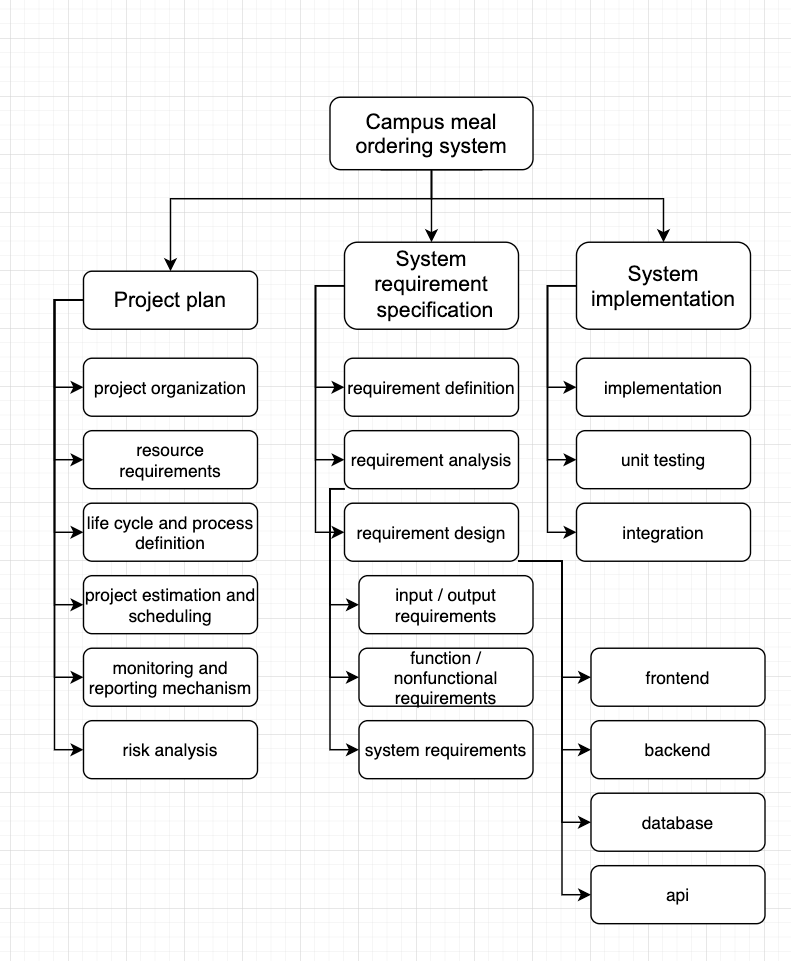 Campus meal
ordering system
Project plan
project organization
resource
requirements
life cycle and process
definition
project estimation and
scheduling
monitoring and
reporting mechanism
risk analysis
System
requirement
specification
requirement definition
requirement analysis
requirement design
input / output
requirements
function /
nonfunctional
requirements
system requirements
System
implementation
implementation
unit testing
integration
frontend
backend
database
api